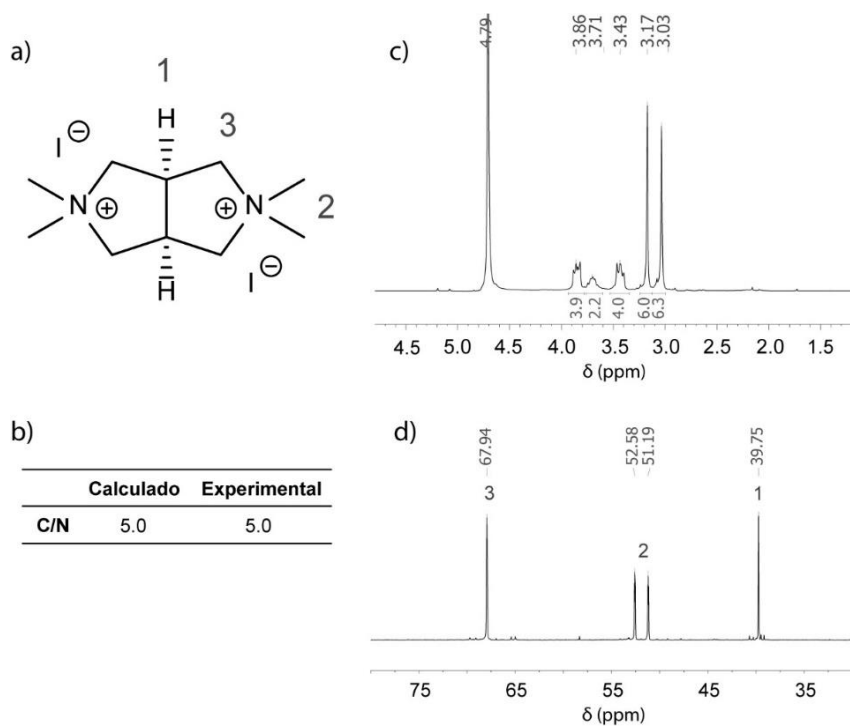 a)
1
H
3
I ⊖
N
⊕
⊕
N
2
H
I ⊖
b)
Calculado Experimental
C/N 5.0 5.0
c)
4.79
3.86
3.71
3.43
3.17
3.03
3.9
2.2
4.0
6.0
6.3
4.5 5.0 4.0 3.5 3.0 2.5 2.0 1.5
δ (ppm)
d)
67.94
52.58
51.19
39.75
3
2
1
75 65 55 45 35
δ (ppm)